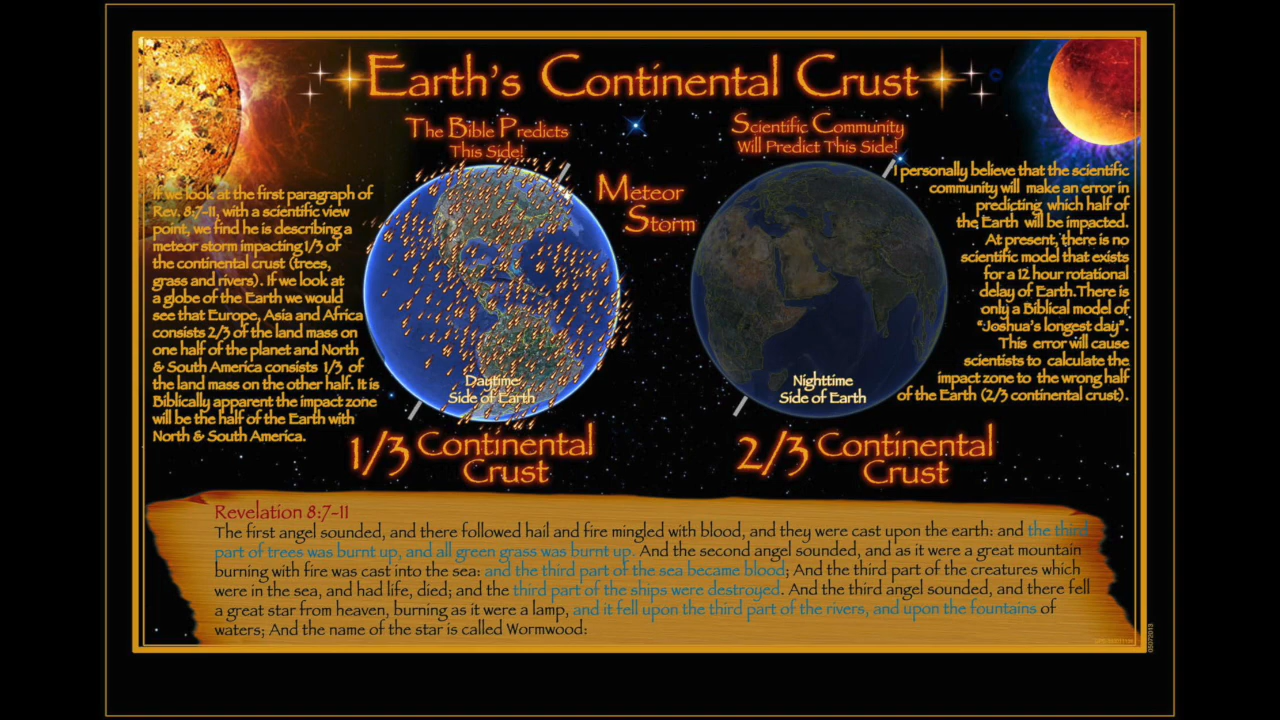 Earth's Continental Crust
The Bible Predicts
This Side!
Scientific Community
Will Predict This Side!
Meteor
Storm
If we look at the first paragraph of
Rev. 8:7-11, with a scientific view
point, we find he is describing a
meteor storm impacting 1/3 of
the continental crust (trees,
grass and rivers). If we look at
a globe of the Earth we would
see that Europe, Asia and Africa
consists 2/3 of the land mass on
one half of the planet and North
& South America consists 1/3 of
the land mass on the other half. It is
Biblically apparent the impact zone
will be the half of the Earth with
North & South America.
Daytime
Side of Earth
Nighttime
Side of Earth
I personally believe that the scientific
community will make an error in
predicting which half of
the Earth will be impacted.
At present, there is no
scientific model that exists
for a 12 hour rotational
delay of Earth. There is
only a Biblical model of
"Joshua's longest day".
This error will cause
scientists to calculate the
impact zone to the wrong half
of the Earth (2/3 continental crust).
1/3 Continental
Crust
2/3 Continental
Crust
Revelation 8:7-11
The first angel sounded, and there followed hail and fire mingled with blood, and they were cast upon the earth: and the third
part of trees was burnt up, and all green grass was burnt up. And the second angel sounded, and as it were a great mountain
burning with fire was cast into the sea: and the third part of the sea became blood; And the third part of the creatures which
were in the sea, and had life, died; and the third part of the ships were destroyed. And the third angel sounded, and there fell
a great star from heaven, burning as it were a lamp, and it fell upon the third part of the rivers, and upon the fountains of
waters; And the name of the star is called Wormwood:
05072013